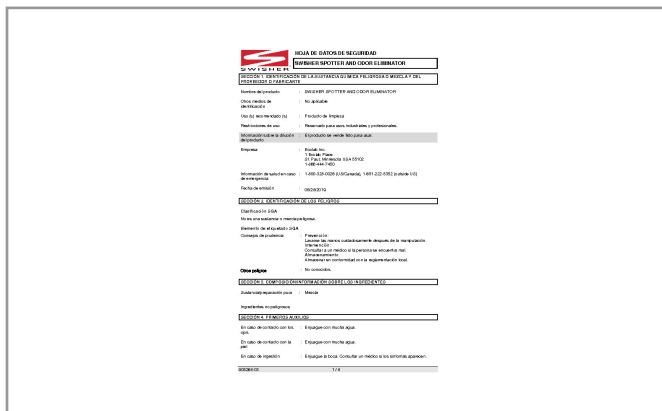 SWISHER
HOJA DE DATOS DE SEGURIDAD
SWISHER SPOTTER AND ODOR ELIMINATOR
SECCIÓN 1. IDENTIFICACIÓN DE LA SUSTANCIA QUÍMICA PELIGROSA O MEZCLA Y DEL
PROVEEDOR O FABRICANTE
Nombre del producto : SWISHER SPOTTER AND ODOR ELIMINATOR
Otros medios de : No aplicable
identificación
Uso (s) recomendado (s) : Producto de limpieza
Restricciones de uso : Reservado para usos industriales y profesionales.
Información sobre la dilución : El producto se vende listo para usar.
del producto
Empresa : Ecolab Inc.
1 Ecolab Place
St. Paul, Minnesota USA 55102
Información de salud en caso : 1-800-328-0026 (US/Canada), 1-651-222-5352 (outside US)
de emergencia
Fecha de emisión : 08/28/2019
SECCIÓN 2. IDENTIFICACIÓN DE LOS PELIGROS
Clasificación SGA
No es una sustancia o mezcla peligrosa.
Elemento de etiquetado SGA
Consejos de prudencia : Prevención:
Lavarse las manos cuidadosamente después de la manipulación.
Intervención:
Consultar a un médico si la persona se encuentra mal.
Almacenamiento:
Almacenar en conformidad con la reglamentación local.
Otros peligros : No conocidos.
SECCIÓN 3. COMPOSICIÓN/INFORMACIÓN SOBRE LOS INGREDIENTES
Sustancia/preparación pura : Mezcla
Ingredientes no peligrosos
SECCIÓN 4. PRIMEROS AUXILIOS
En caso de contacto con los : Enjuague con mucha agua.
ojos
En caso de contacto con la : Enjuague con mucha agua.
piel
En caso de ingestión : Enjuague la boca. Consultar un médico si los síntomas aparecen.